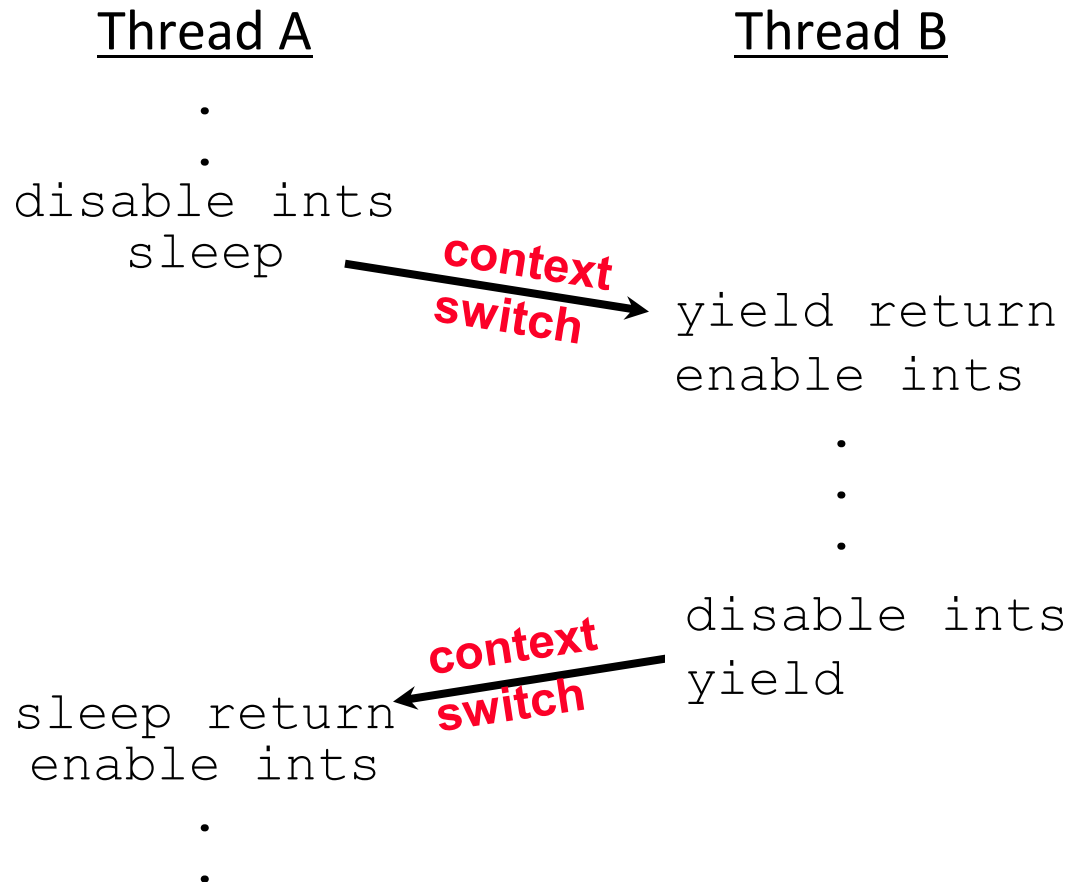 Thread A
Thread B
.
.
disable ints
sleep
context
switch
yield return
enable ints
.
.
.
disable ints
yield
context
switch
sleep return
enable ints
.
.